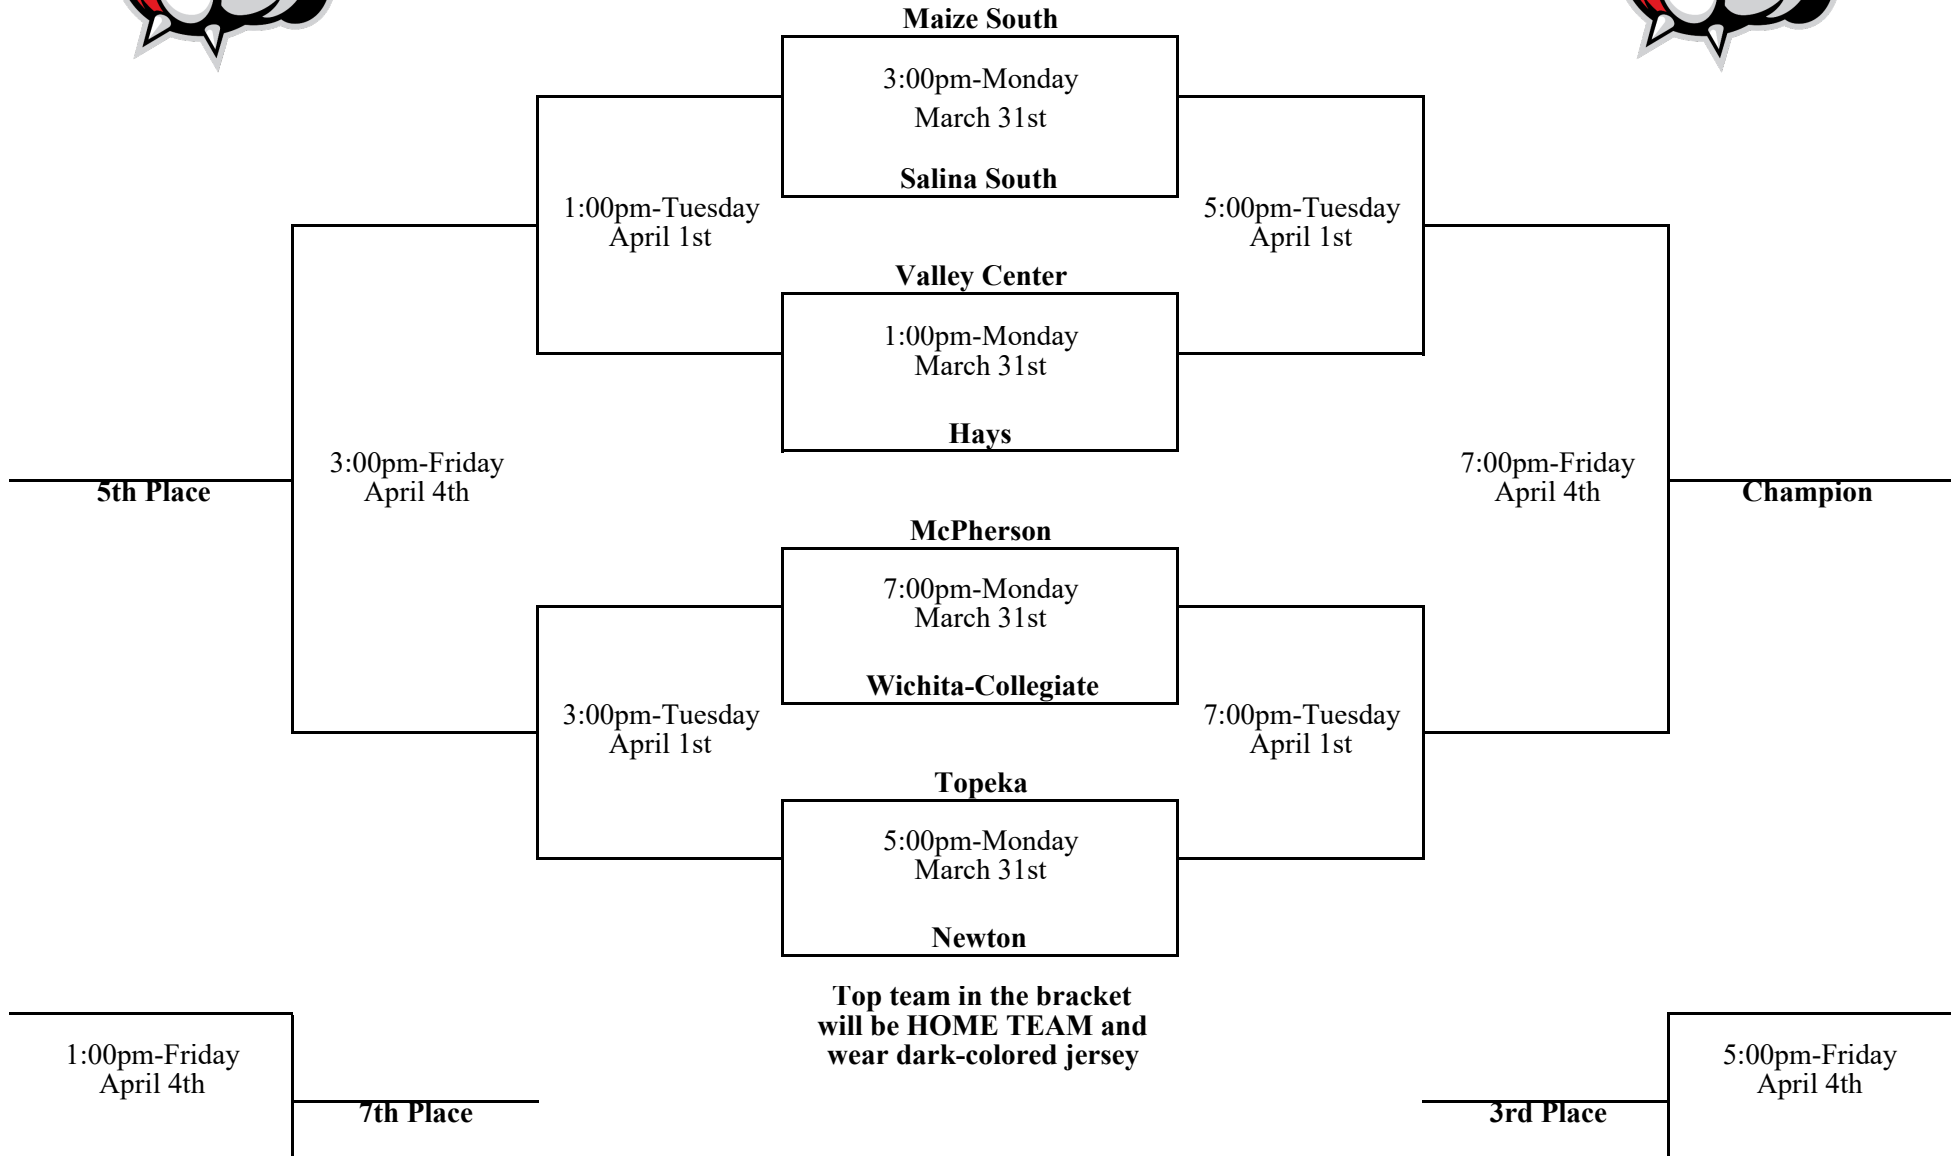 Maize South
3:00pm-Monday
March 31st
Salina South
1:00pm-Tuesday
April 1st
5:00pm-Tuesday
April 1st
Valley Center
1:00pm-Monday
March 31st
Hays
3:00pm-Friday
April 4th
5th Place
7:00pm-Friday
April 4th
Champion
McPherson
7:00pm-Monday
March 31st
Wichita-Collegiate
3:00pm-Tuesday
April 1st
7:00pm-Tuesday
April 1st
Topeka
5:00pm-Monday
March 31st
Newton
Top team in the bracket
will be HOME TEAM and
wear dark-colored jersey
1:00pm-Friday
April 4th
7th Place
5:00pm-Friday
April 4th
3rd Place